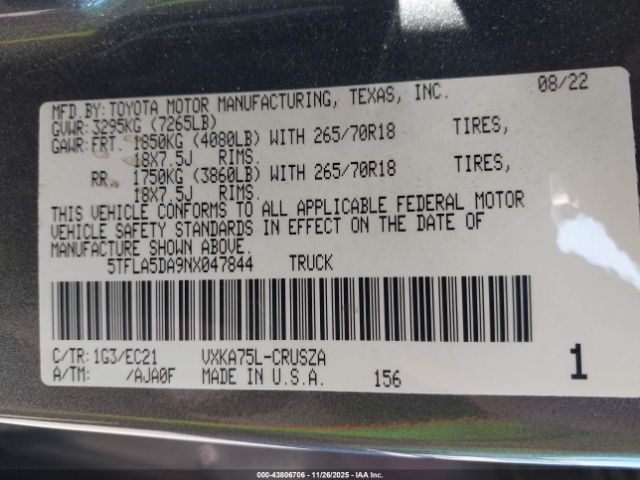 08/22
MFD.BY:TOYOTA MOTOR MANUFACTURING, TEXAS, INC.
GVWR:3295KG (7265LB)
GAWR:FRT. 1850KG (4080LB) WITH 265/70R18 TIRES,
18X7.5J RIMS.
RR. 1750KG (3860LB) WITH 265/70R18 TIRES,
18X7.5J RIMS.
THIS VEHICLE CONFORMS TO ALL APPLICABLE FEDERAL MOTOR
VEHICLE SAFETY STANDARDS IN EFFECT ON THE DATE OF
MANUFACTURE SHOWN ABOVE.
5TFLA5DA9NX047844 TRUCK
C/TR:1G3/EC21 VXKA75L-CRUSZA
A/TM: /AJA0F MADE IN U.S.A. 156 1
000-43806706 - 11/26/2025 - IAA Inc.